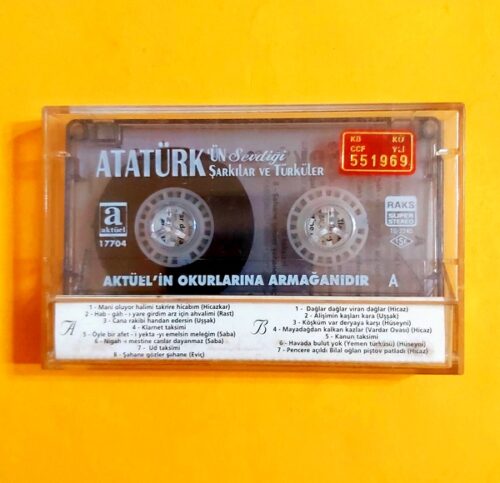 ATATÜRK'ÜN Sevdiği
Şarkılar ve Türküler
KB
CCF
551969
a
aktüel
17704
RAKS
SUPER
STEREO
TSE
AKTÜEL'İN OKURLARINA ARMAĞANIDIR A
A
1 - Mani oluyor halimi takrire hicabım (Hicazkar)
2 - Hab - gâh - ı yare girdim arz için ahvalimi (Rast)
3 - Cana rakibi handan edersin (Uşşak)
4 - Klarnet taksimi
5 - Öyle bir afet - i yekta -yı emelsin meleğim (Saba)
6 - Nigah - ı mestine canlar dayanmaz (Saba)
7 - Ud taksimi
8 - Şahane gözler şahane (Eviç)
B
1 - Dağlar dağlar viran dağlar (Hicaz)
2 - Alişimin kaşları kara (Uşşak)
3 - Köşküm var deryaya karşı (Hüseyni)
4 - Mayadağdan kalkan kazlar (Vardar Ovası) (Hicaz)
5 - Kanun taksimi
6 - Havada bulut yok (Yemen türküsü) (Hüseyni)
7 - Pencere açıldı Bilal oğlan piştov patladı (Hicaz)